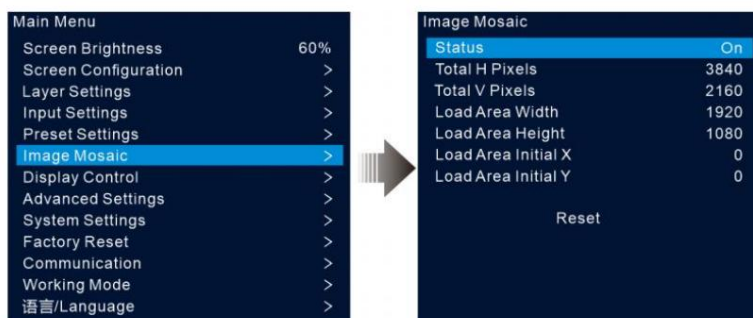 Main Menu
Screen Brightness 60%
Screen Configuration >
Layer Settings >
Input Settings >
Preset Settings >
Image Mosaic >
Display Control >
Advanced Settings >
System Settings >
Factory Reset >
Communication >
Working Mode >
语言/Language >
Image Mosaic
Status On
Total H Pixels 3840
Total V Pixels 2160
Load Area Width 1920
Load Area Height 1080
Load Area Initial X 0
Load Area Initial Y 0
Reset